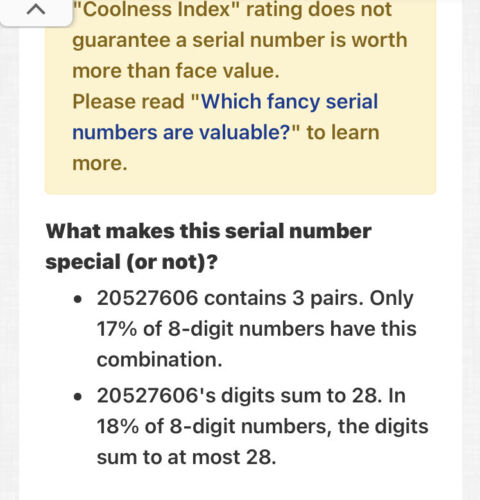 "Coolness Index" rating does not
guarantee a serial number is worth
more than face value.
Please read "Which fancy serial
numbers are valuable?" to learn
more.
What makes this serial number
special (or not)?
• 20527606 contains 3 pairs. Only
17% of 8-digit numbers have this
combination.
• 20527606's digits sum to 28. In
18% of 8-digit numbers, the digits
sum to at most 28.